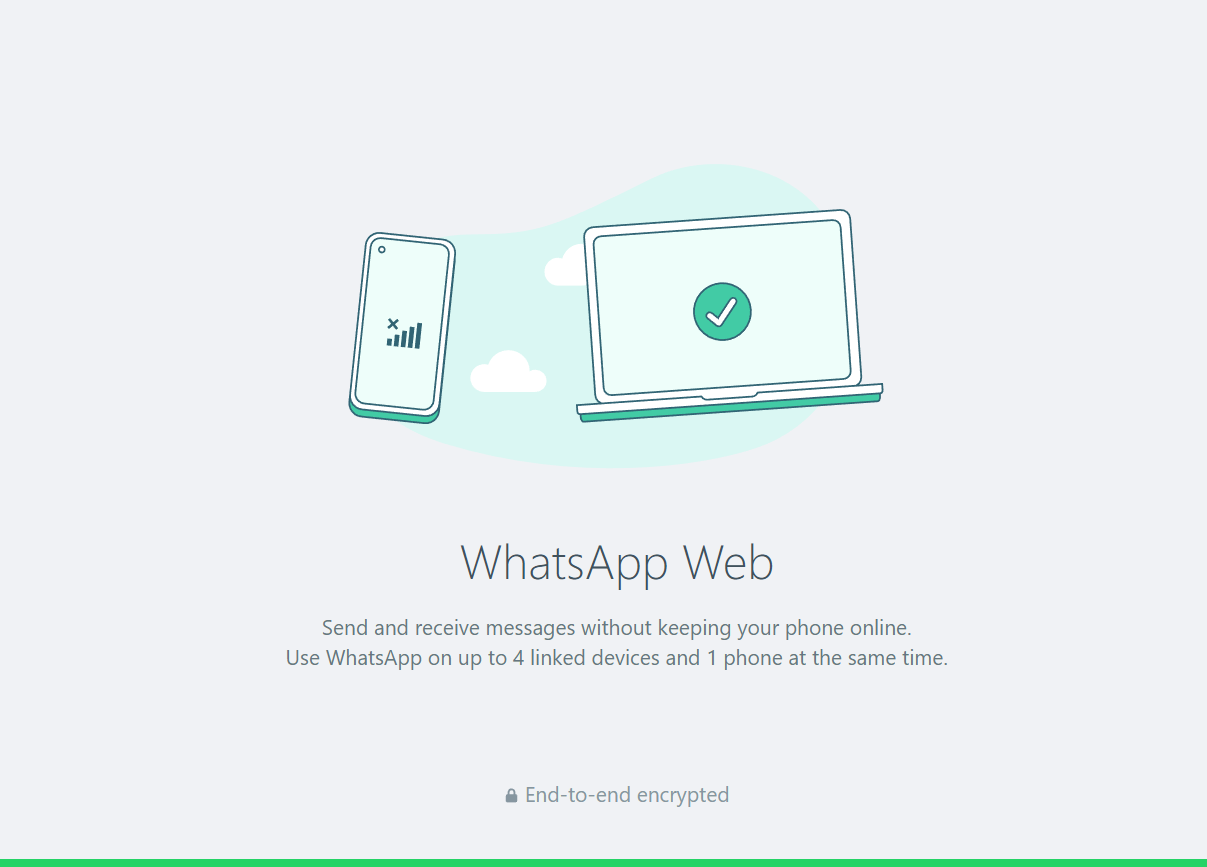 WhatsApp Web
Send and receive messages without keeping your phone online.
Use WhatsApp on up to 4 linked devices and 1 phone at the same time.
End-to-end encrypted